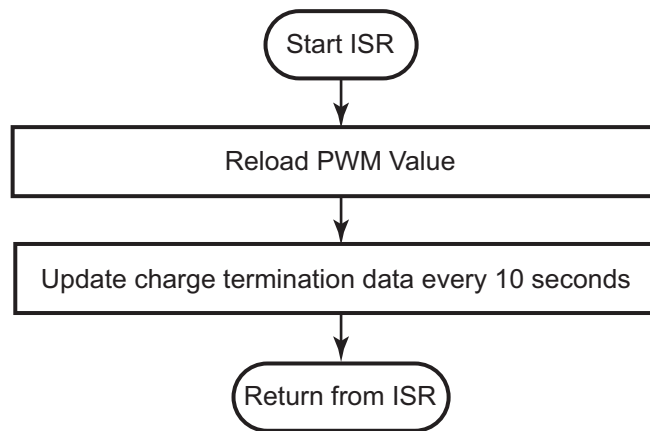 Start ISR
Reload PWM Value
Update charge termination data every 10 seconds
Return from ISR